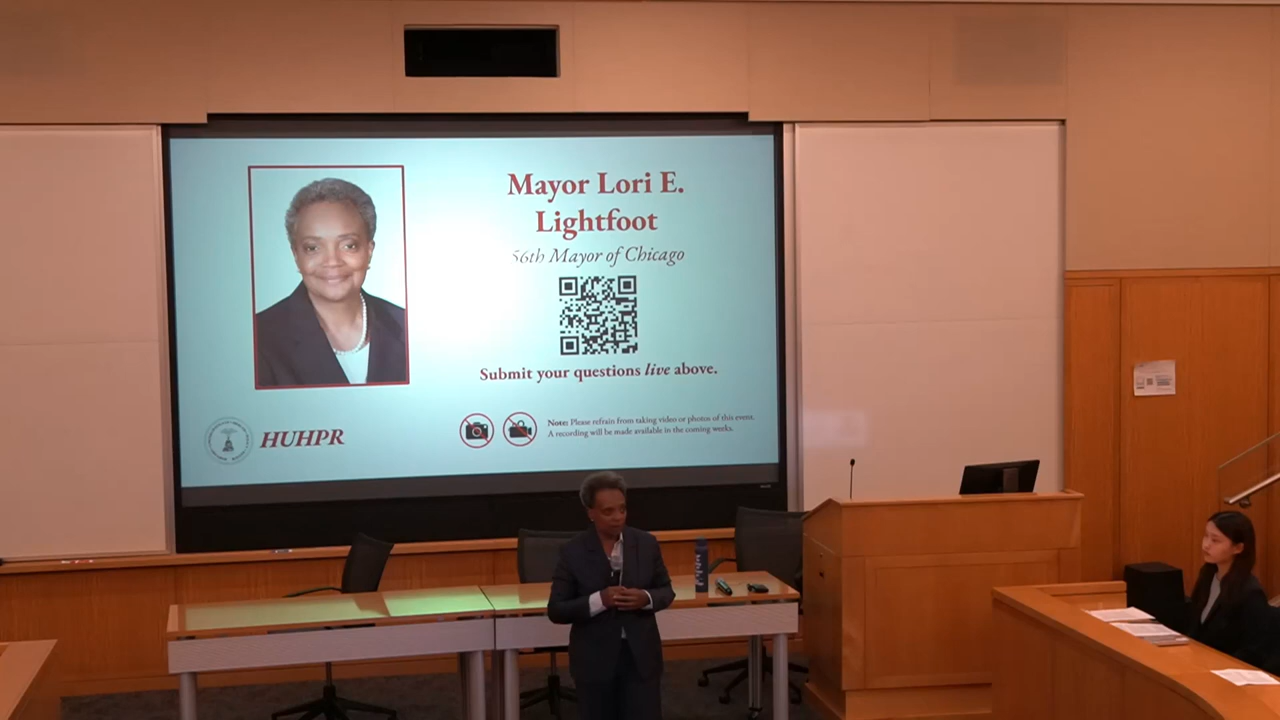 Mayor Lori E.
Lightfoot
56th Mayor of Chicago
Submit your questions live above.
HUHPR
Note: Please refrain from taking video or photos of this event.
A recording will be made available in the coming weeks.